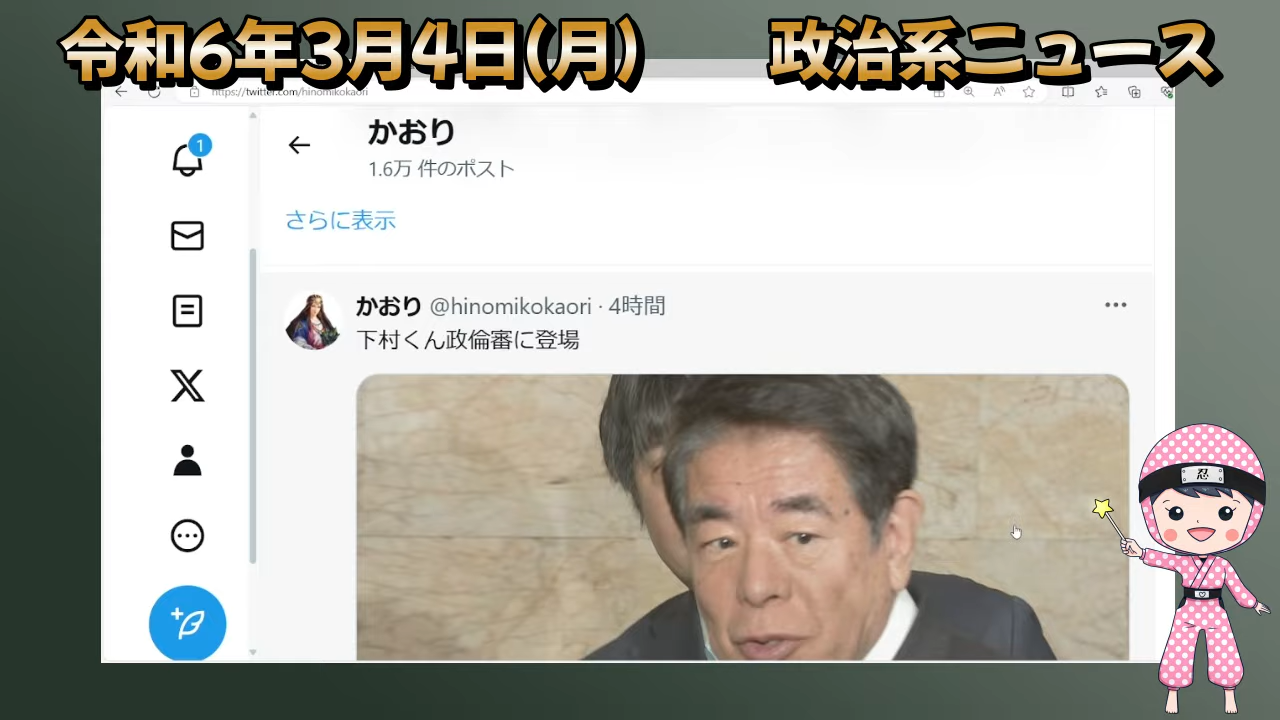 令和6年3月4日(月) 政治系ニュース
https://twitter.com/hinomikokaori
かおり
1.6万 件のポスト
1
さらに表示
かおり @hinomikokaori · 4時間
下村くん政倫審に登場
忍